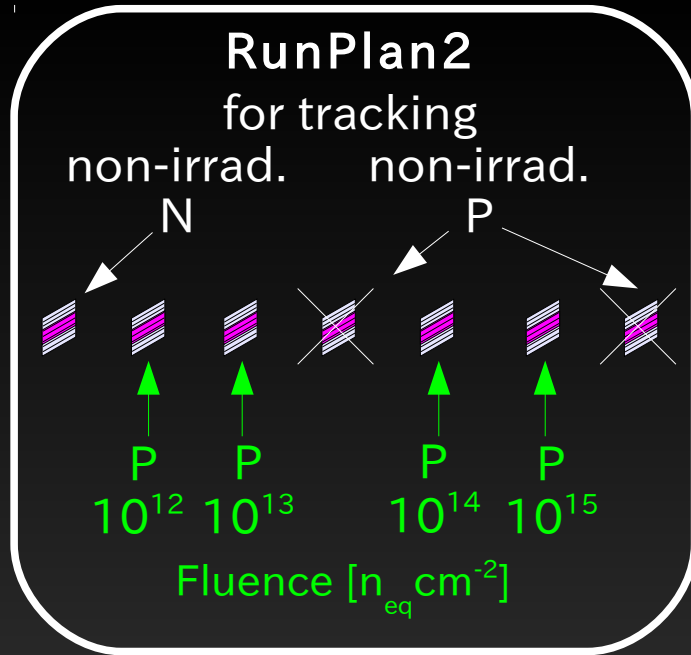 RunPlan2
for tracking
non-irrad. non-irrad.
N P
P P P P
10¹² 10¹³ 10¹⁴ 10¹⁵
Fluence [n_eq cm⁻²]